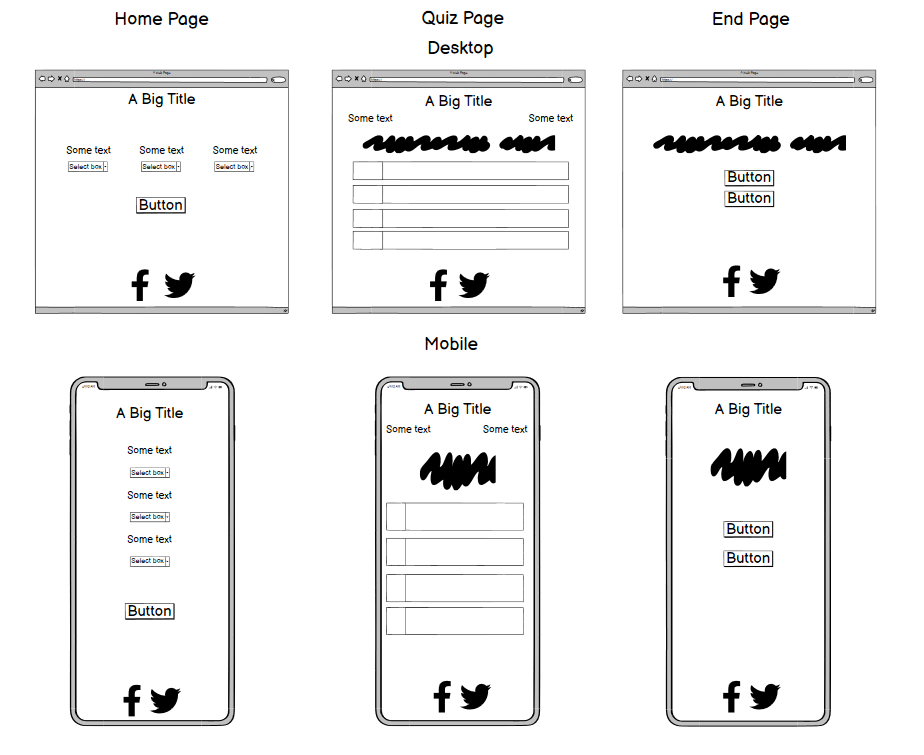 Home Page
Quiz Page
End Page
Desktop
A Big Title
Some text
Some text
Some text
Select box
Select box
Select box
Button
A Big Title
Some text
Some text
A Big Title
Button
Button
Mobile
A Big Title
Some text
Select box
Some text
Select box
Some text
Select box
Button
A Big Title
Some text
Some text
A Big Title
Button
Button